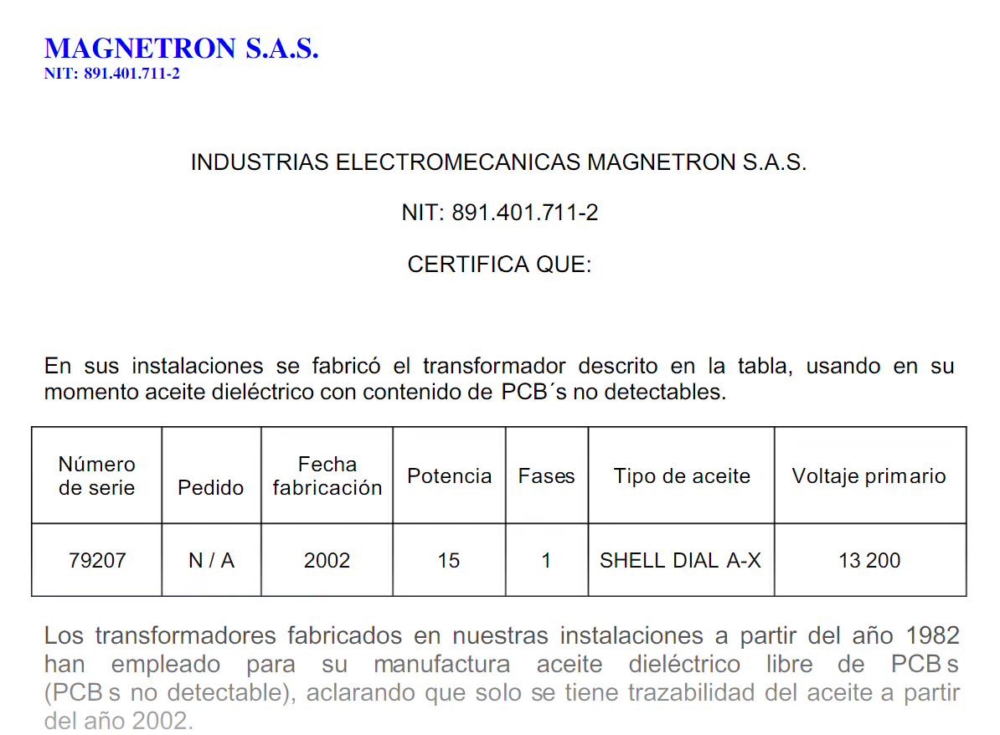 MAGNETRON S.A.S.
NIT: 891.401.711-2
INDUSTRIAS ELECTROMECANICAS MAGNETRON S.A.S.
NIT: 891.401.711-2
CERTIFICA QUE:
En sus instalaciones se fabricó el transformador descrito en la tabla, usando en su
momento aceite dieléctrico con contenido de PCB´s no detectables.
Número de serie Pedido Fecha fabricación Potencia Fases Tipo de aceite Voltaje primario
79207 N / A 2002 15 1 SHELL DIAL A-X 13 200
Los transformadores fabricados en nuestras instalaciones a partir del año 1982
han empleado para su manufactura aceite dieléctrico libre de PCB s
(PCB s no detectable), aclarando que solo se tiene trazabilidad del aceite a partir
del año 2002.